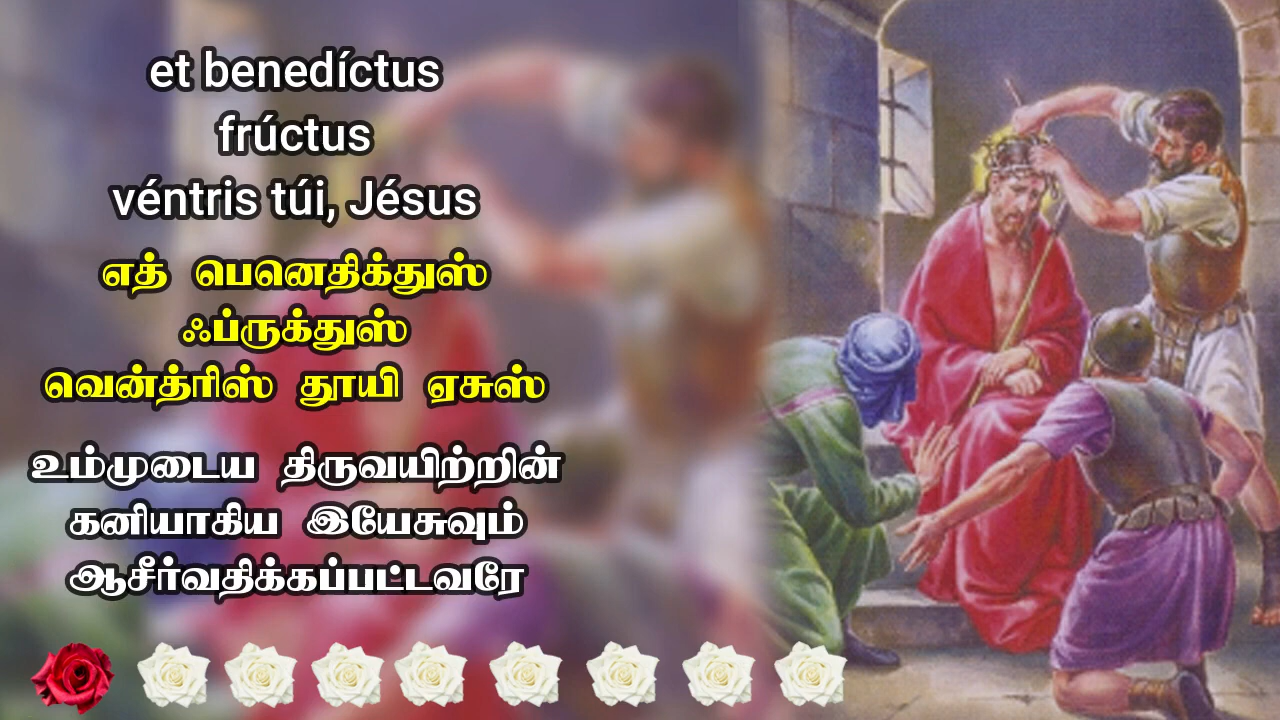 et benedíctus
frúctus
véntris túi, Jésus
எத் பெனெதிக்துஸ்
ஃப்ருக்துஸ்
வென்த்ரிஸ் தூயி ஏசுஸ்
உம்முடைய திருவயிற்றின்
கனியாகிய இயேசுவும்
ஆசீர்வதிக்கப்பட்டவரே